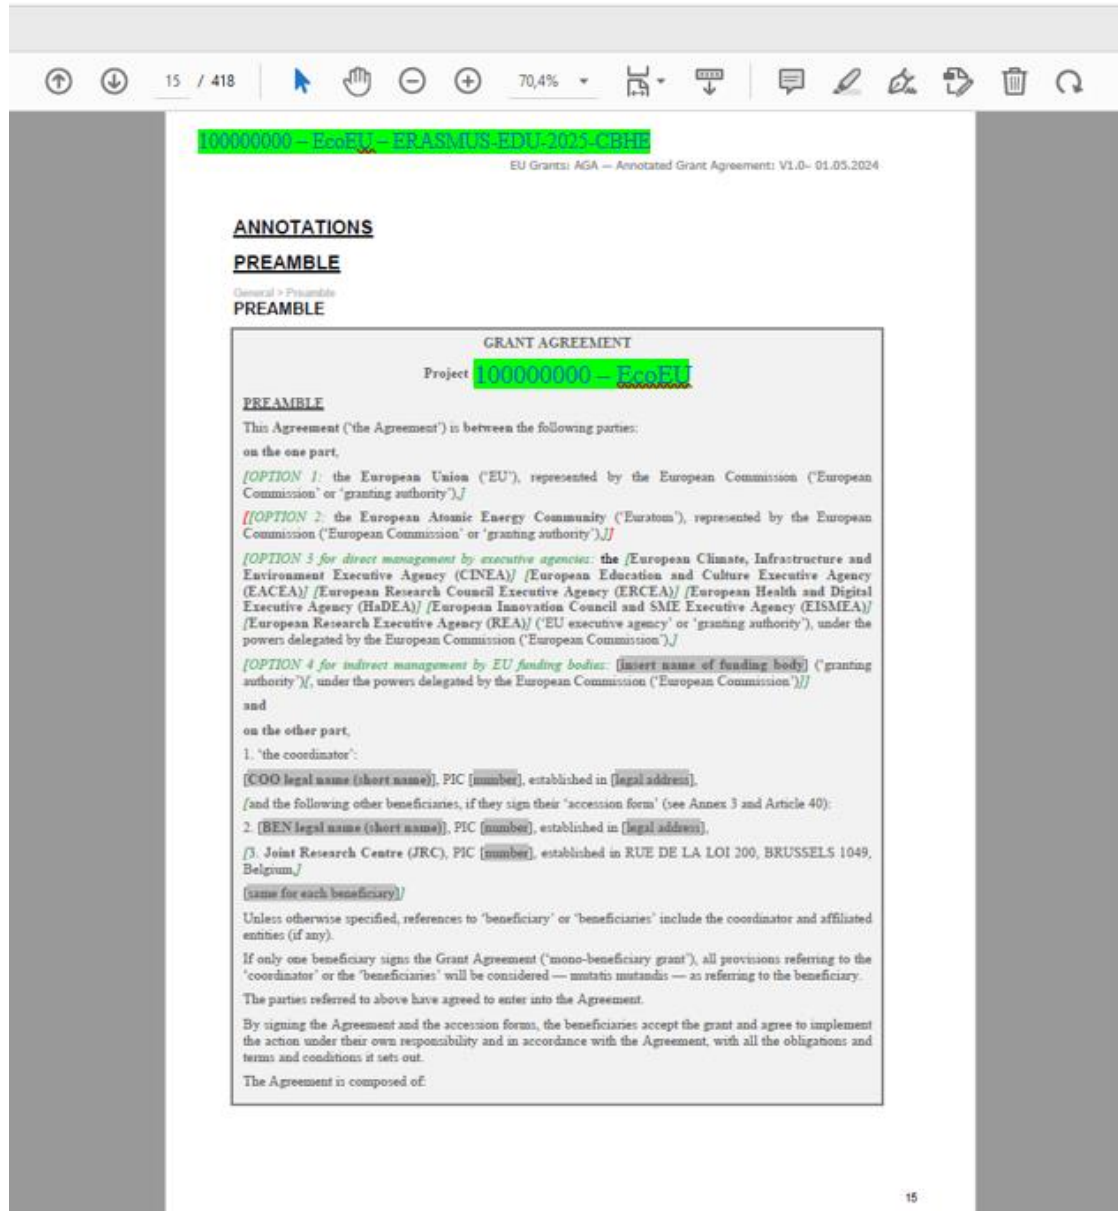 15 / 418
70,4%
100000000 – EcoEU – ERASMUS-EDU-2025-CBHE
EU Grants: AGA — Annotated Grant Agreement: V1.0– 01.05.2024
ANNOTATIONS
PREAMBLE
General > Preamble
PREAMBLE
GRANT AGREEMENT
Project 100000000 – EcoEU
PREAMBLE
This Agreement (‘the Agreement’) is between the following parties:
on the one part,
[OPTION 1: the European Union (‘EU’), represented by the European Commission (‘European
Commission’ or ‘granting authority’),]
[[OPTION 2: the European Atomic Energy Community (‘Euratom’), represented by the European
Commission (‘European Commission’ or ‘granting authority’),]]
[OPTION 3 for direct management by executive agencies: the [European Climate, Infrastructure and
Environment Executive Agency (CINEA)] [European Education and Culture Executive Agency
(EACEA)] [European Research Council Executive Agency (ERCEA)] [European Health and Digital
Executive Agency (HaDEA)] [European Innovation Council and SME Executive Agency (EISMEA)]
[European Research Executive Agency (REA)] (‘EU executive agency’ or ‘granting authority’), under the
powers delegated by the European Commission (‘European Commission’),]
[OPTION 4 for indirect management by EU funding bodies: [insert name of funding body] (‘granting
authority’)[, under the powers delegated by the European Commission (‘European Commission’)]]
and
on the other part,
1. ‘the coordinator’:
[COO legal name (short name)], PIC [number], established in [legal address],
[and the following other beneficiaries, if they sign their ‘accession form’ (see Annex 3 and Article 40):
2. [BEN legal name (short name)], PIC [number], established in [legal address],
[3. Joint Research Centre (JRC), PIC [number], established in RUE DE LA LOI 200, BRUSSELS 1049,
Belgium,]
[same for each beneficiary]]
Unless otherwise specified, references to ‘beneficiary’ or ‘beneficiaries’ include the coordinator and affiliated
entities (if any).
If only one beneficiary signs the Grant Agreement (‘mono-beneficiary grant’), all provisions referring to the
‘coordinator’ or the ‘beneficiaries’ will be considered — mutatis mutandis — as referring to the beneficiary.
The parties referred to above have agreed to enter into the Agreement.
By signing the Agreement and the accession forms, the beneficiaries accept the grant and agree to implement
the action under their own responsibility and in accordance with the Agreement, with all the obligations and
terms and conditions it sets out.
The Agreement is composed of:
15